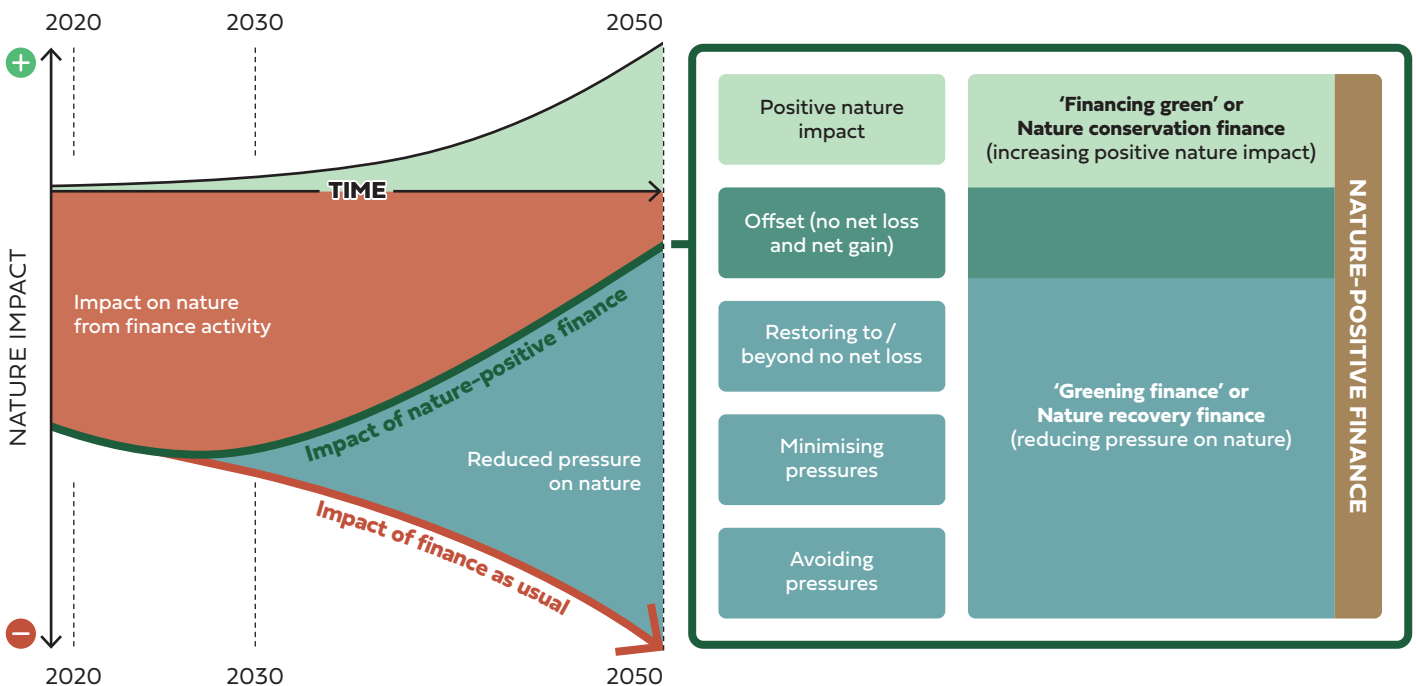 2020
2030
2050
+
NATURE IMPACT
TIME
Impact on nature
from finance activity
Impact of nature-positive finance
Reduced pressure
on nature
Impact of finance as usual
−
2020
2030
2050
Positive nature
impact
Offset (no net loss
and net gain)
Restoring to /
beyond no net loss
Minimising
pressures
Avoiding
pressures
‘Financing green’ or
Nature conservation finance
(increasing positive nature impact)
‘Greening finance’ or
Nature recovery finance
(reducing pressure on nature)
NATURE-POSITIVE FINANCE